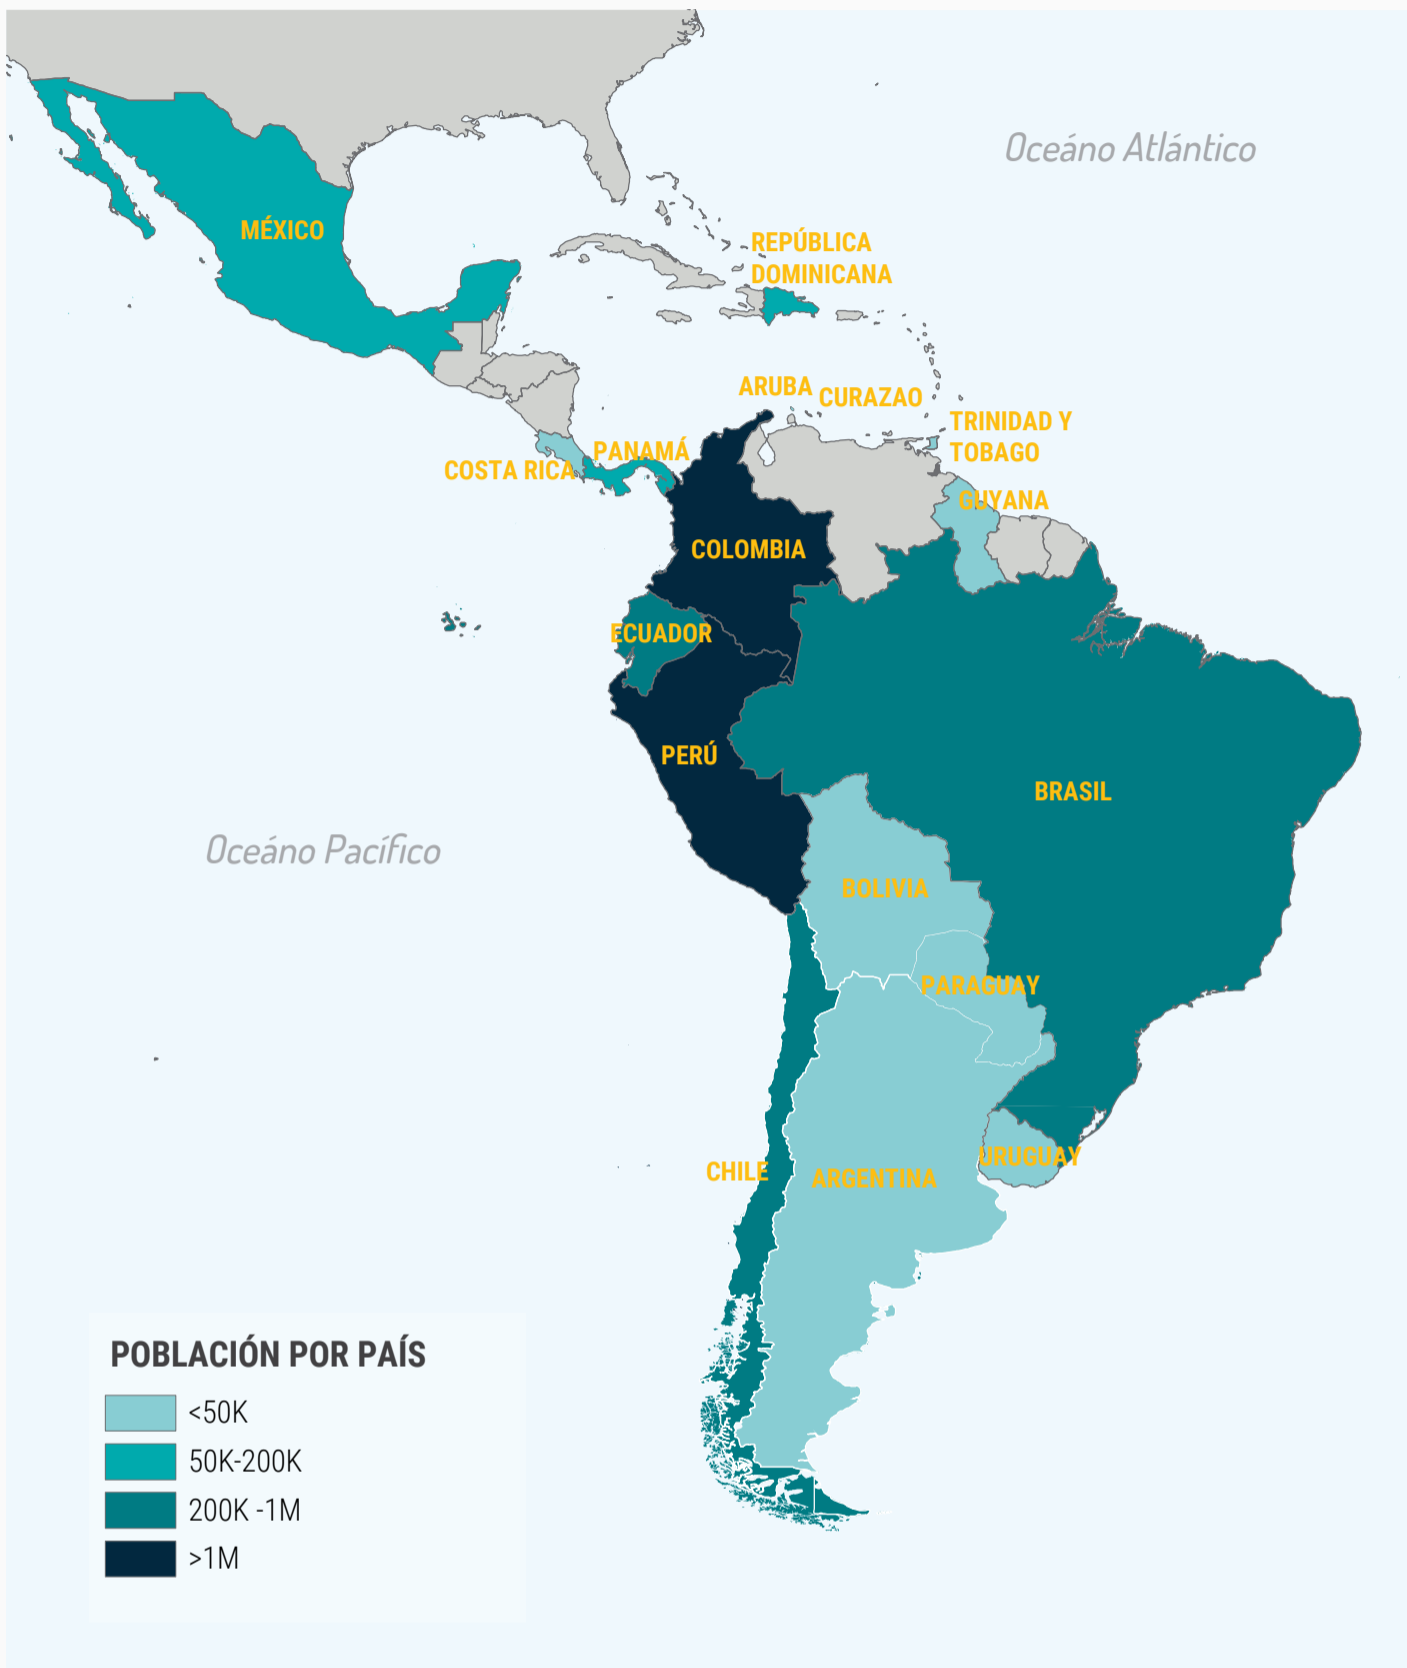 Oceáno Atlántico
MÉXICO
REPÚBLICA
DOMINICANA
ARUBA
CURAZAO
TRINIDAD Y
TOBAGO
PANAMÁ
COSTA RICA
GUYANA
COLOMBIA
ECUADOR
PERÚ
BRASIL
Oceáno Pacífico
BOLIVIA
PARAGUAY
URUGUAY
CHILE
ARGENTINA
POBLACIÓN POR PAÍS
<50K
50K-200K
200K -1M
>1M